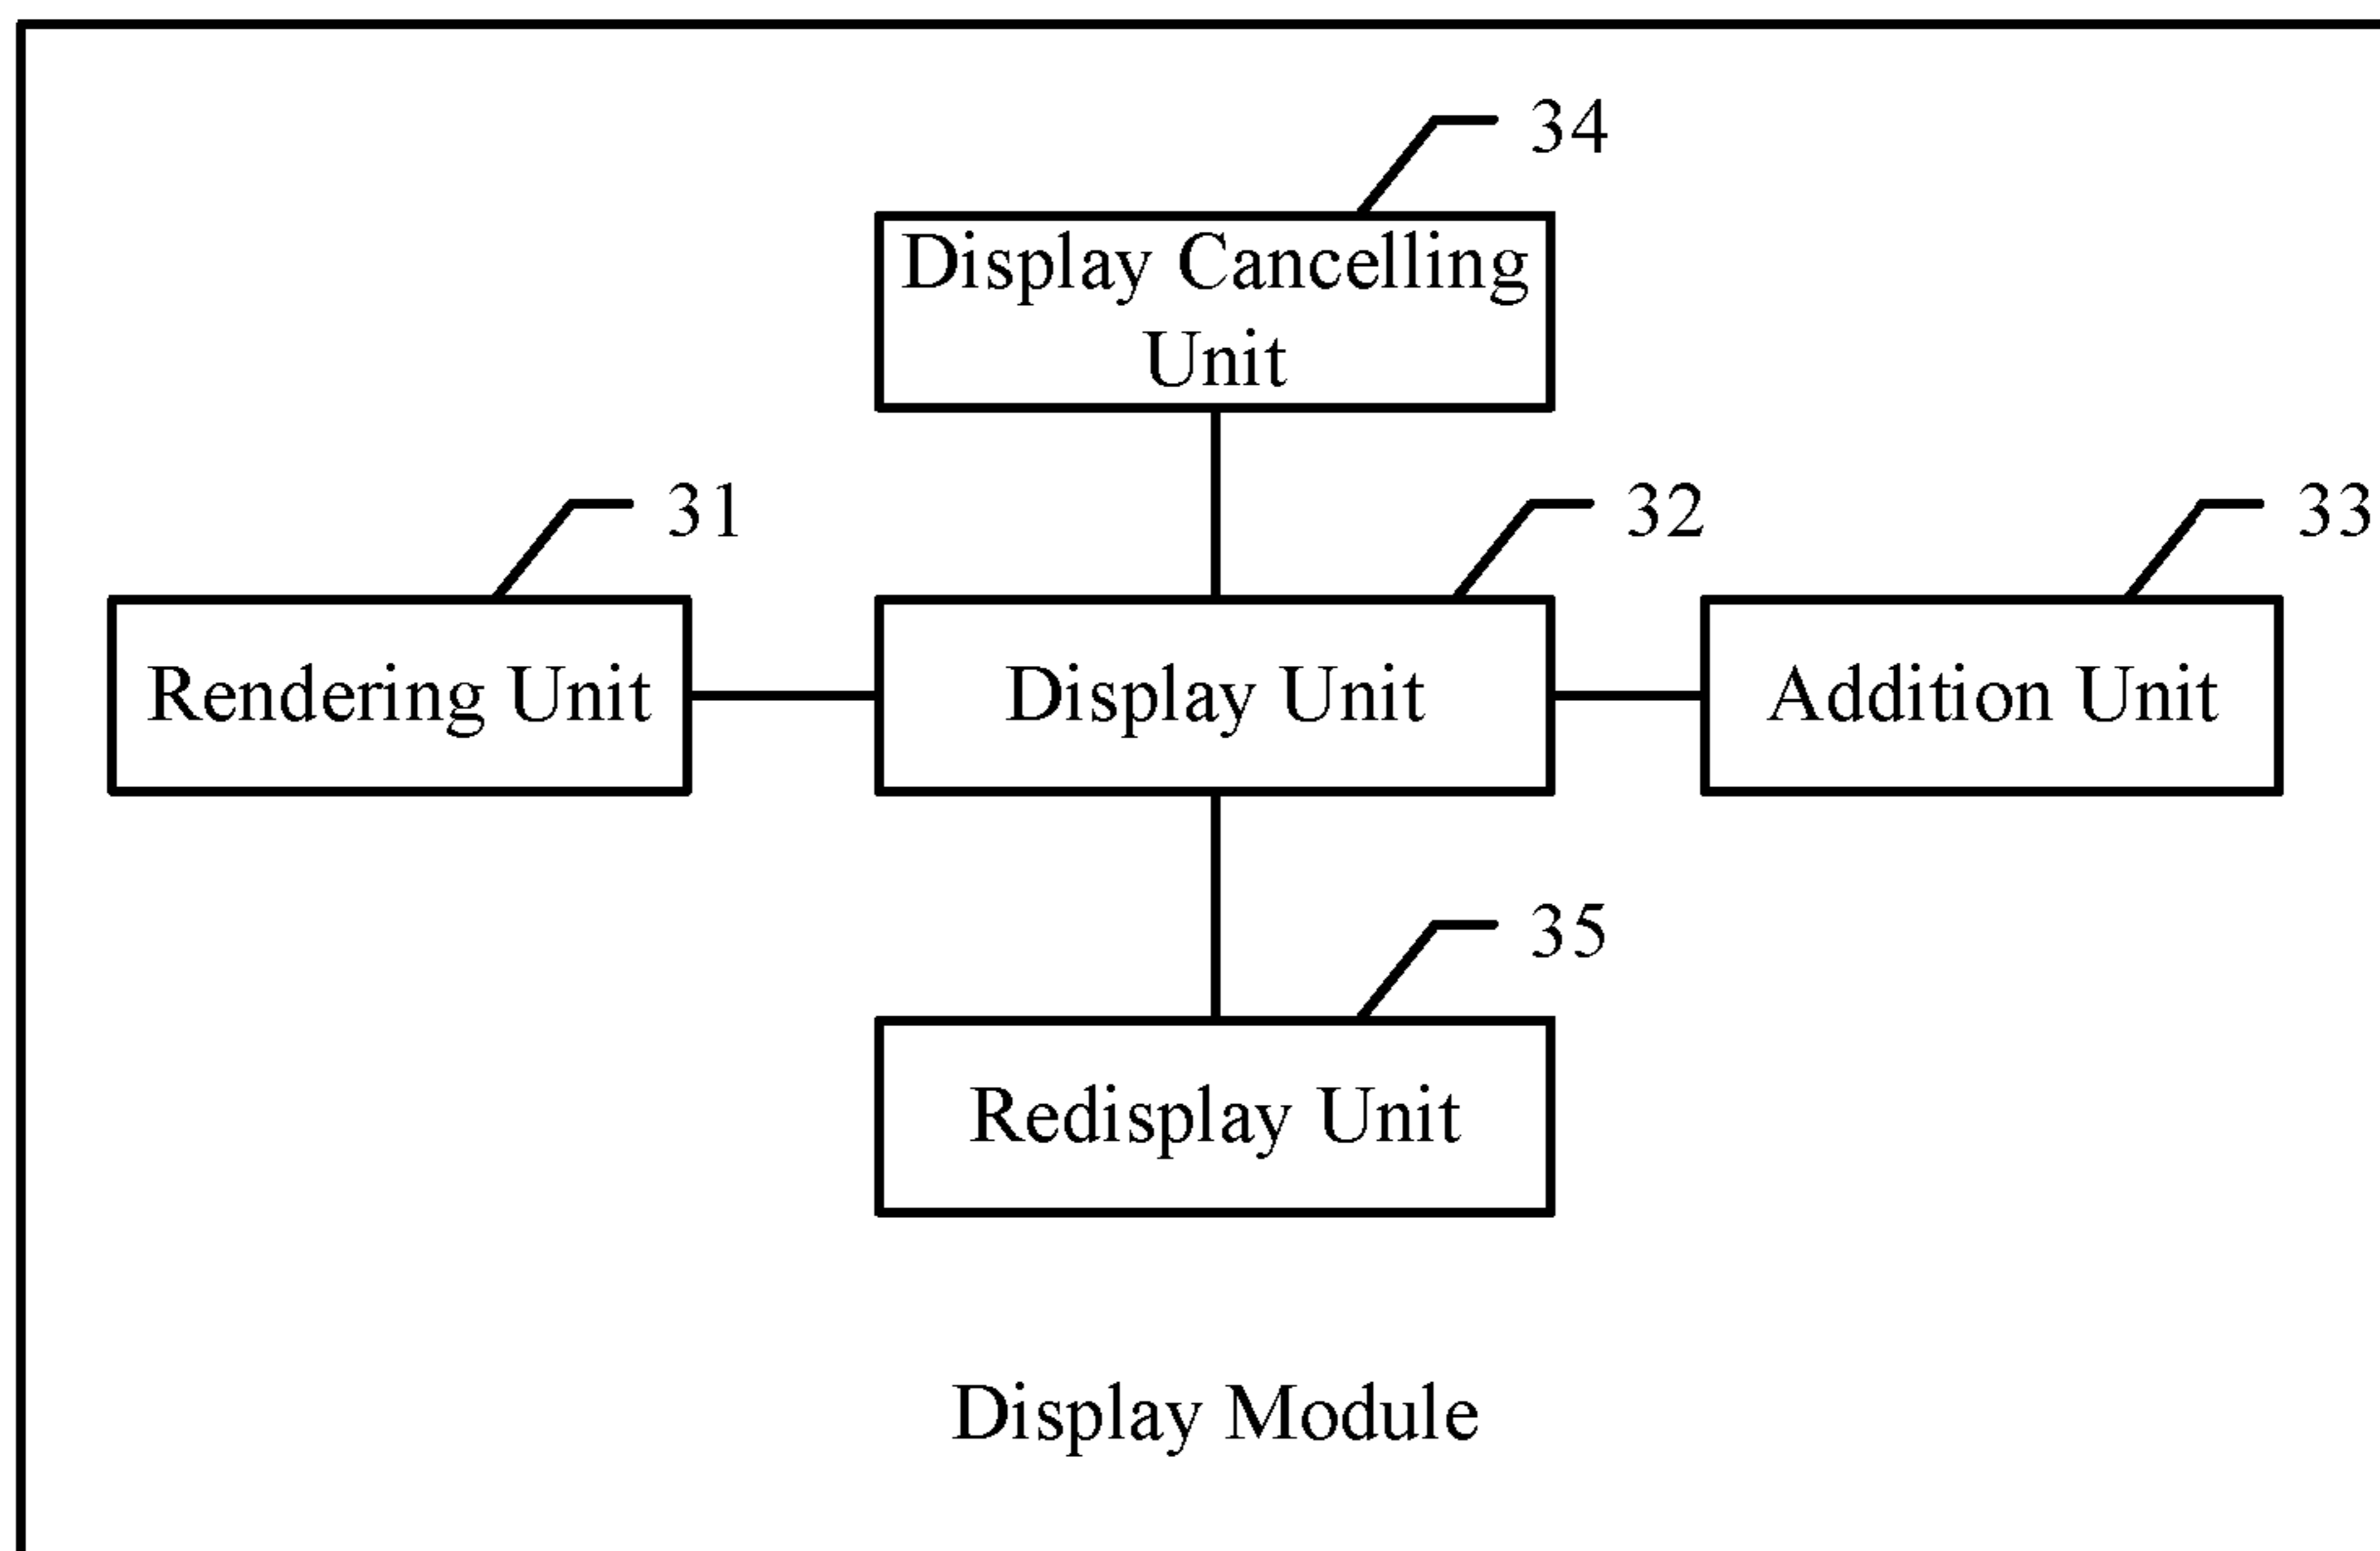 34
Display Cancelling
Unit
31
32
33
Rendering Unit
Display Unit
Addition Unit
35
Redisplay Unit
Display Module